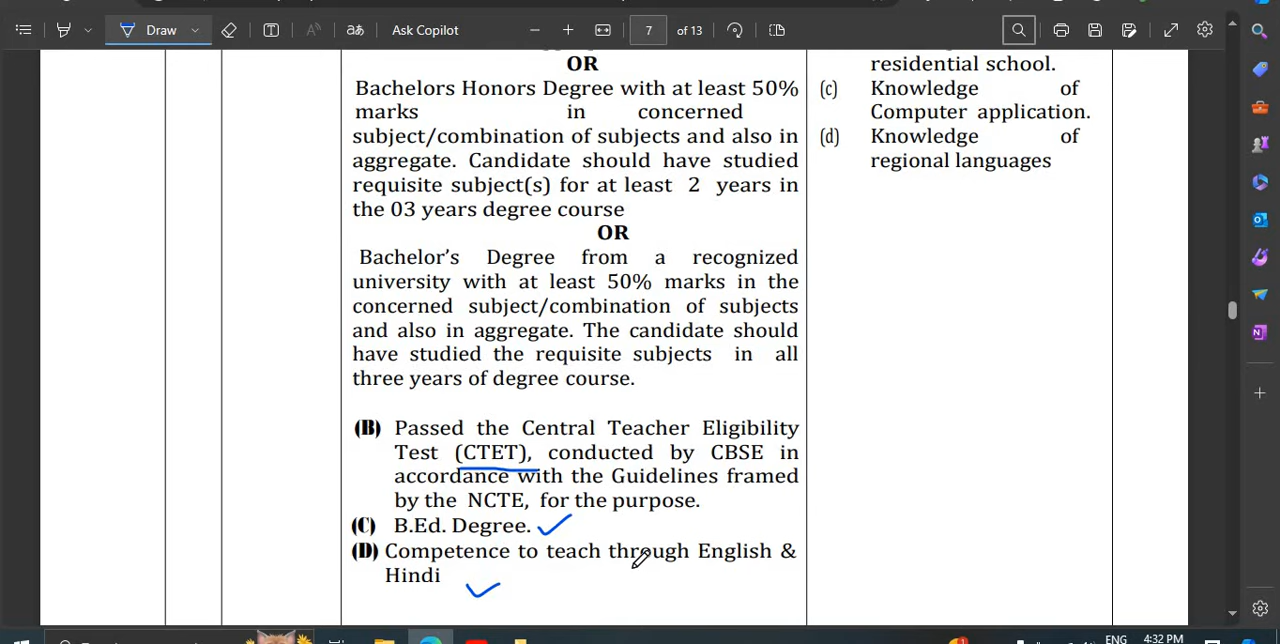 Draw
aあ
Ask Copilot
7 of 13
OR
Bachelors Honors Degree with at least 50%
marks in concerned
subject/combination of subjects and also in
aggregate. Candidate should have studied
requisite subject(s) for at least 2 years in
the 03 years degree course
OR
Bachelor’s Degree from a recognized
university with at least 50% marks in the
concerned subject/combination of subjects
and also in aggregate. The candidate should
have studied the requisite subjects in all
three years of degree course.
(B) Passed the Central Teacher Eligibility
Test (CTET), conducted by CBSE in
accordance with the Guidelines framed
by the NCTE, for the purpose.
(C) B.Ed. Degree.
(D) Competence to teach through English &
Hindi
residential school.
(c) Knowledge of
Computer application.
(d) Knowledge of
regional languages
ENG 4:32 PM